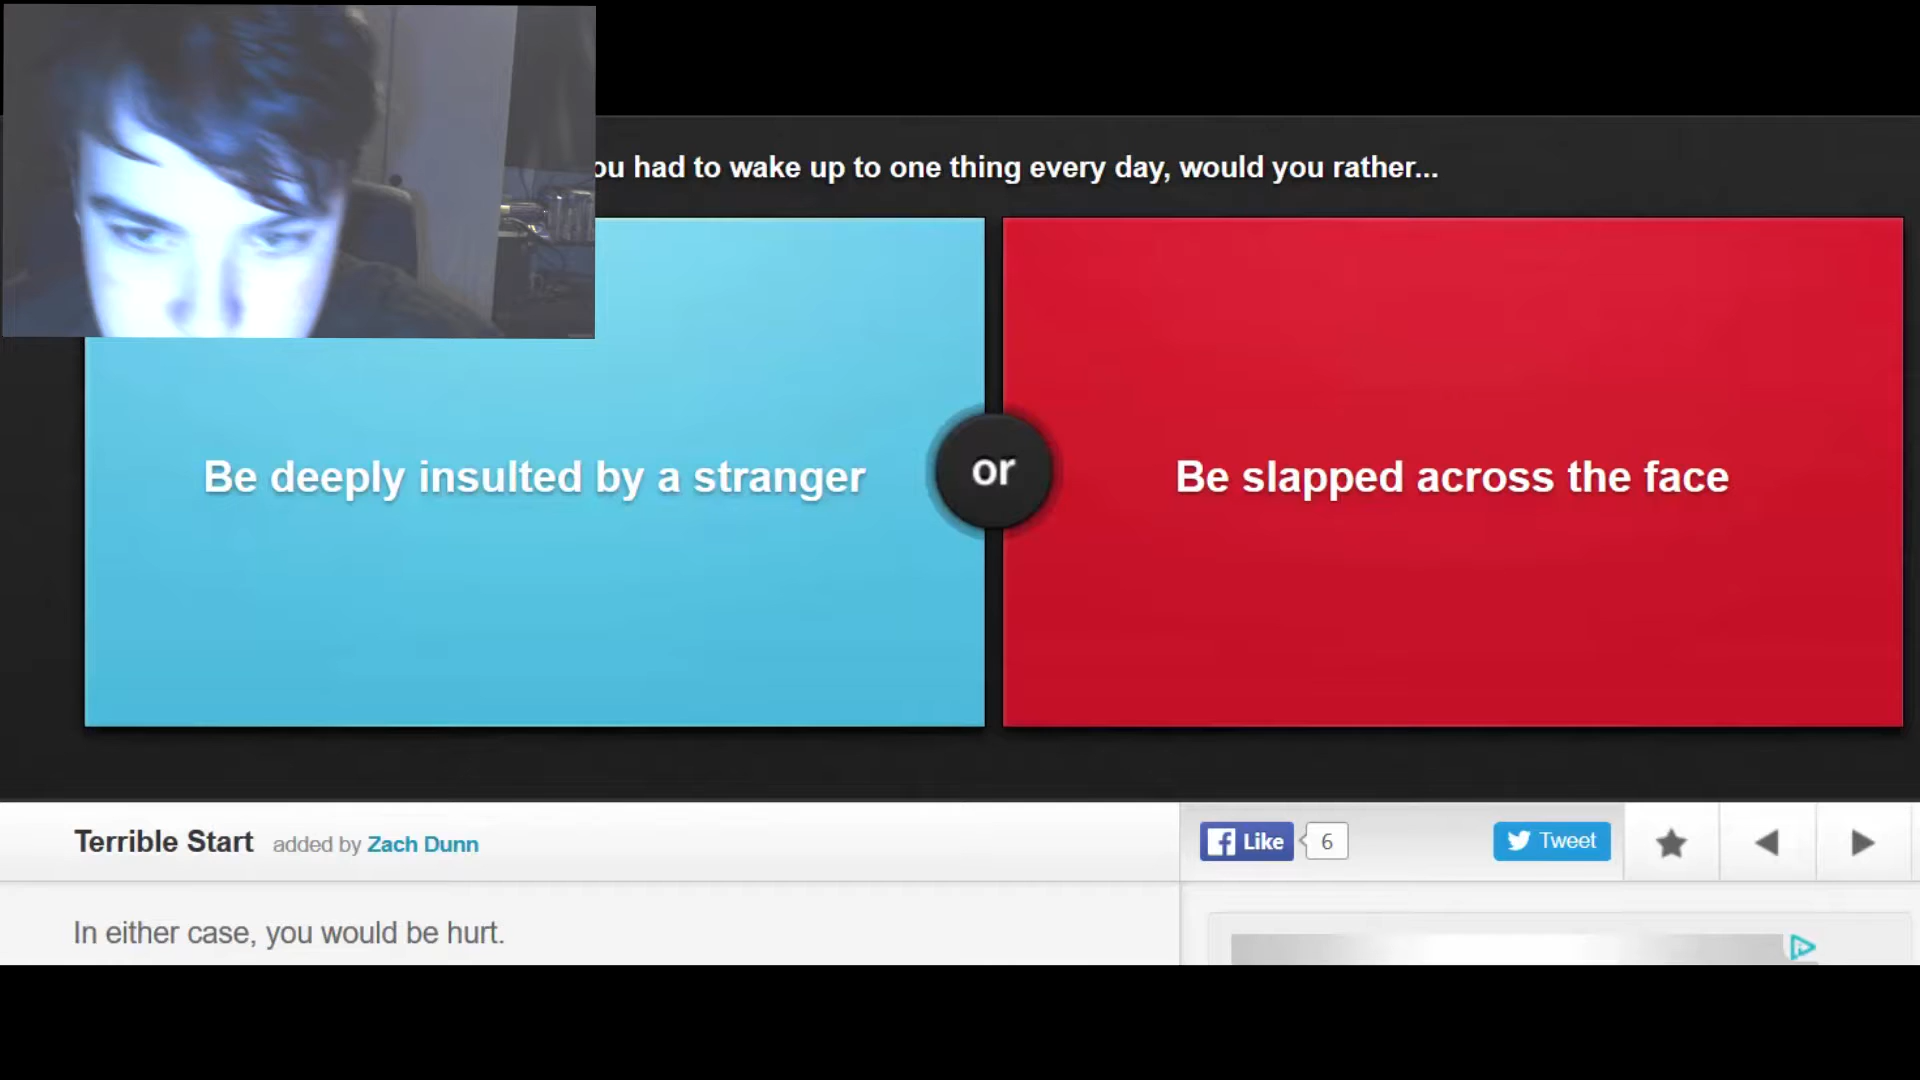 ou had to wake up to one thing every day, would you rather...
Be deeply insulted by a stranger
or
Be slapped across the face
Terrible Start added by Zach Dunn
Like 6
Tweet
In either case, you would be hurt.